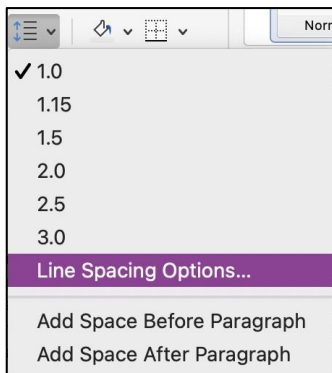 Norr
✓ 1.0
1.15
1.5
2.0
2.5
3.0
Line Spacing Options...
Add Space Before Paragraph
Add Space After Paragraph